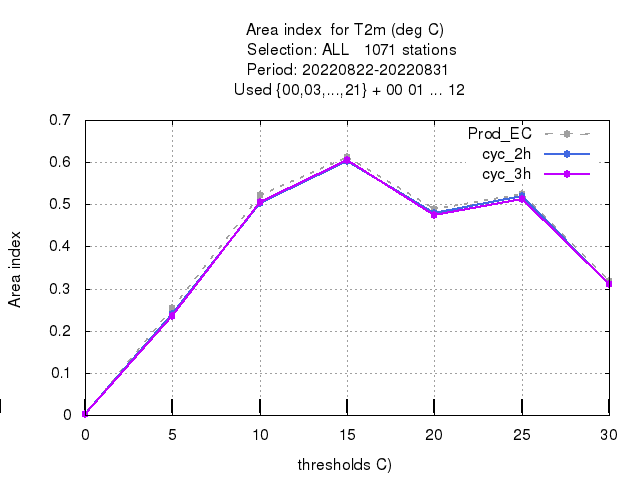 Area index  for T2m (deg C)
Selection: ALL   1071 stations
Period: 20220822-20220831
Used {00,03,...,21} + 00 01 ... 12
Prod_EC
cyc_2h
cyc_3h
0.7
0.6
0.5
0.4
0.3
0.2
0.1
0
Area index
0 5 10 15 20 25 30
thresholds C)